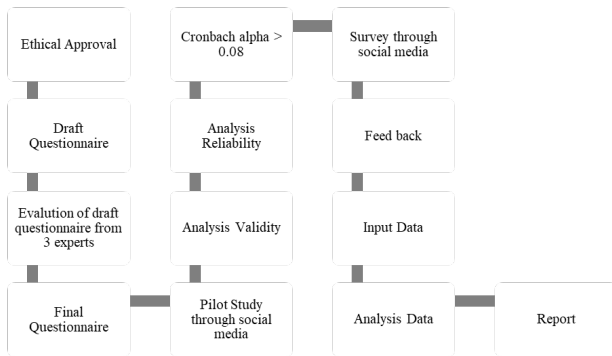 Ethical Approval
Draft
Questionnaire
Evalution of draft
questionnaire from
3 experts
Final
Questionnaire
Pilot Study
through social
media
Analysis Validity
Analysis
Reliability
Cronbach alpha >
0.08
Survey through
social media
Feed back
Input Data
Analysis Data
Report